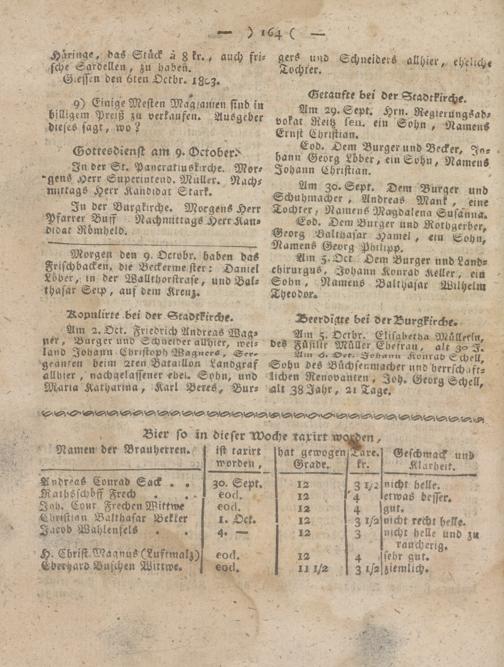 — ) 164 ( —
Häringe, das Stück à 8 kr., auch fri-
sche Sardellen, zu haben.
Giessen den 6ten Octbr. 1803.
9) Einige Mesten Magsamen sind in
billigem Preiß zu verkaufen. Ausgeber
dieses sagt, wo?
Gottesdienst am 9. October.
In der St. Pancratiuskirche. Mor-
gens Herr Superintend. Müller. Nach-
mittags Herr Kandidat Stark.
In der Burgkirche. Morgens Herr
Pfarrer Buff Nachmittags Herr Kan-
didat Römheld.
Morgen den 9. Octobr. haben das
Frischbacken, die Beckermeister: Daniel
Löber, in der Wallthorstraße, und Bal-
thasar Seip, auf dem Kreuz.
Kopulirte bei der Stadtkirche.
Am 2. Oct. Friedrich Andreas Wag-
ner, Burger und Schneider allhier, wei-
land Johann Christoph Wagners, Ser-
geanten beim 2ten Bataillon Landgraf
allhier, nachgelassener ehel. Sohn, und
Maria Katharina, Karl Beres, Bur-
gers und Schneiders allhier, eheliche
Tochter.
Getaufte bei der Stadtkirche.
Am 29. Sept. Hrn. Regierungsad-
vokat Reitz sen. ein Sohn, Namens
Ernst Christian.
Eod. Dem Burger und Becker, Jo-
hann Georg Löber, ein Sohn, Namens
Johann Christian.
Am 30. Sept. Dem Burger und
Schuhmacher, Andreas Mank, eine
Tochter, Namens Magdalena Susanna.
Eod. Dem Burger und Rothgerber,
Georg Balthasar Hamel, ein Sohn,
Namens Georg Philipp.
Am 5. Oct Dem Burger und Land-
chirurgus, Johann Konrad Keller, ein
Sohn, Namens Balthasar Wilhelm
Theodor.
Beerdigte bei der Burgkirche.
Am 5. Octbr. Elisabetha Müllerin,
des Füsilir Müller Ehefrau, alt 30 J.
Am 6. Oct. Johann Konrad Schell,
Sohn des Büchsenmacher und herrschaft-
lichen Renovanten, Joh. Georg Schell,
alt 38 Jahr, 21 Tage.
Bier so in dieser Woche taxirt worden,
Namen der Brauherren. ist taxirt worden, hat gewogen Grade. Taxe. kr. Geschmack und Klarheit.
Andreas Conrad Sack . . 30. Sept. 12 3 1/2 nicht helle.
Rathsschöff Frech . . eod. 12 4 etwas besser.
Joh. Conr. Frechen Wittwe eod. 12 4 gut.
Christian Balthasar Bekker 1. Oct. 12 3 1/2 nicht recht helle.
Jacob Wahlenfels . . 4. — 12 3 nicht helle und zu
raucherig.
H. Christ. Magnus (Luftmalz) eod. 12 4 sehr gut.
Eberhard Buschen Wittwe. eod. 11 1/2 3 1/2 ziemlich.